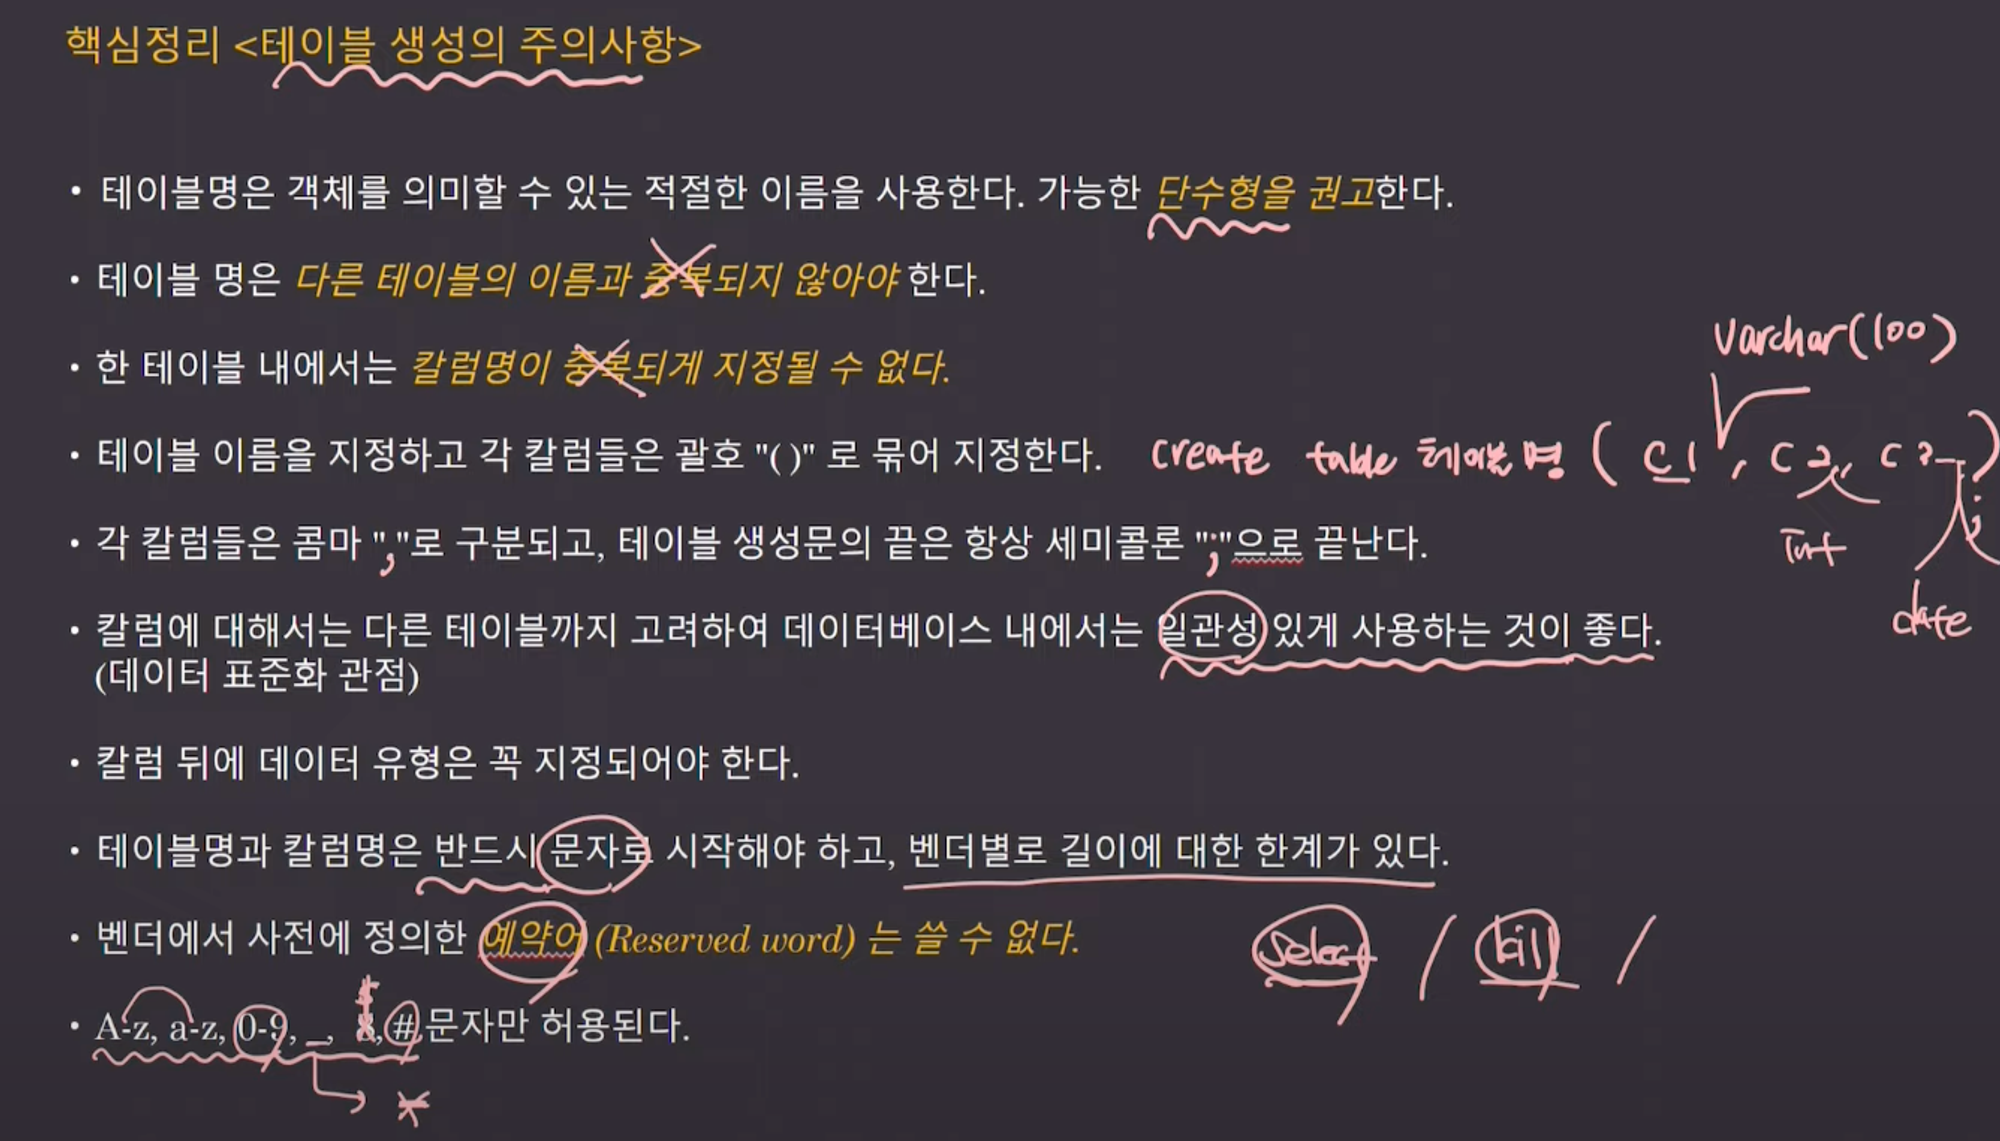 핵심정리 <테이블 생성의 주의사항>
• 테이블명은 객체를 의미할 수 있는 적절한 이름을 사용한다. 가능한 단수형을 권고한다.
• 테이블 명은 다른 테이블의 이름과 중복되지 않아야 한다.
• 한 테이블 내에서는 칼럼명이 중복되게 지정될 수 없다.
varchar(100)
• 테이블 이름을 지정하고 각 칼럼들은 괄호 "( )" 로 묶어 지정한다. create table 테이블명 ( C1 , C2, C3 ) ;
• 각 칼럼들은 콤마 ","로 구분되고, 테이블 생성문의 끝은 항상 세미콜론 ";"으로 끝난다.
Int
date
• 칼럼에 대해서는 다른 테이블까지 고려하여 데이터베이스 내에서는 일관성 있게 사용하는 것이 좋다.
(데이터 표준화 관점)
• 칼럼 뒤에 데이터 유형은 꼭 지정되어야 한다.
• 테이블명과 칼럼명은 반드시 문자로 시작해야 하고, 벤더별로 길이에 대한 한계가 있다.
• 벤더에서 사전에 정의한 예약어 (Reserved word) 는 쓸 수 없다. select / kill /
$
• A-z, a-z, 0-9, _, , # 문자만 허용된다.